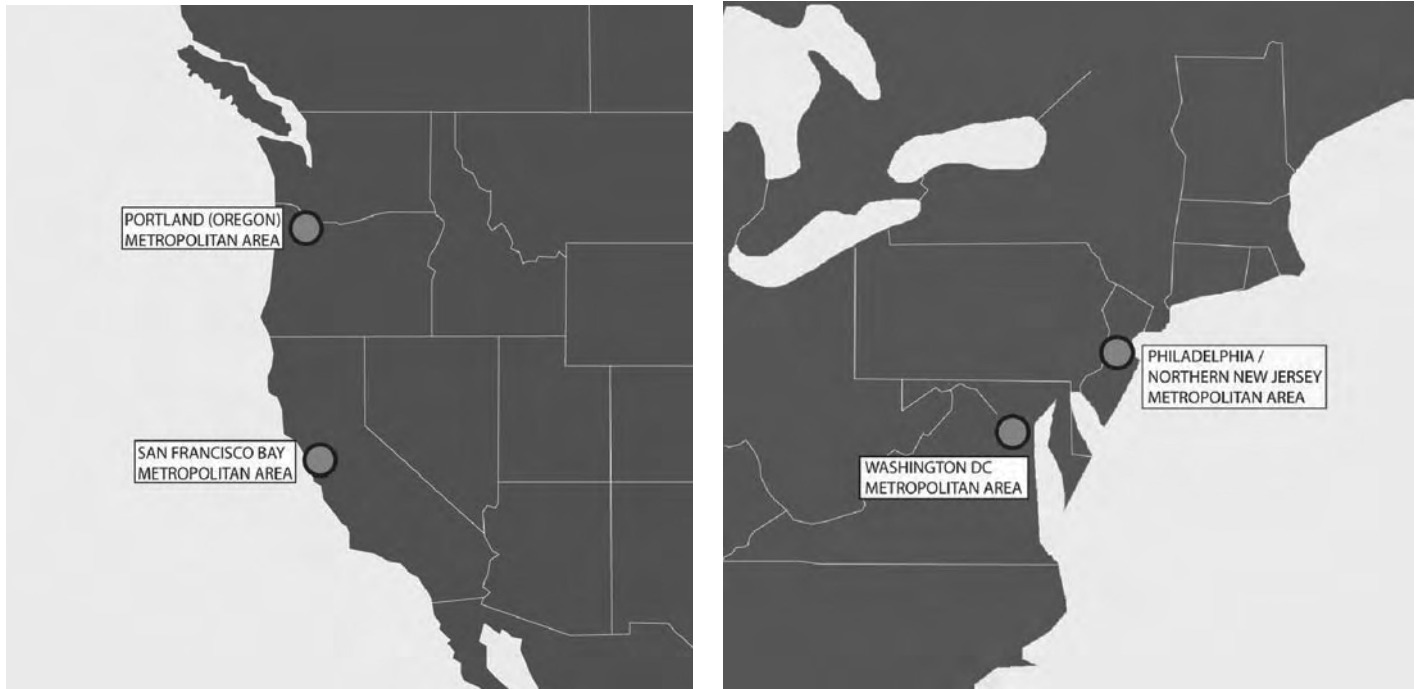 PORTLAND (OREGON)
METROPOLITAN AREA
SAN FRANCISCO BAY
METROPOLITAN AREA
PHILADELPHIA /
NORTHERN NEW JERSEY
METROPOLITAN AREA
WASHINGTON DC
METROPOLITAN AREA